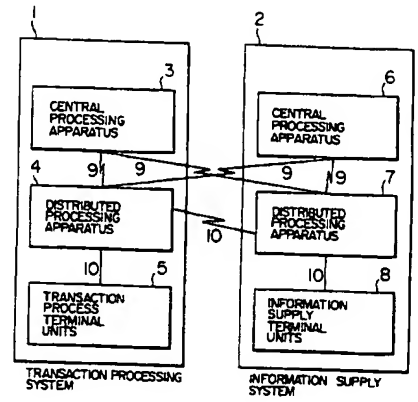 1
2
3
CENTRAL
PROCESSING
APPARATUS
6
CENTRAL
PROCESSING
APPARATUS
9
9
9
9
4
DISTRIBUTED
PROCESSING
APPARATUS
7
DISTRIBUTED
PROCESSING
APPARATUS
10
10
10
5
TRANSACTION
PROCESS
TERMINAL
UNITS
8
INFORMATION
SUPPLY
TERMINAL
UNITS
TRANSACTION PROCESSING
SYSTEM
INFORMATION SUPPLY
SYSTEM